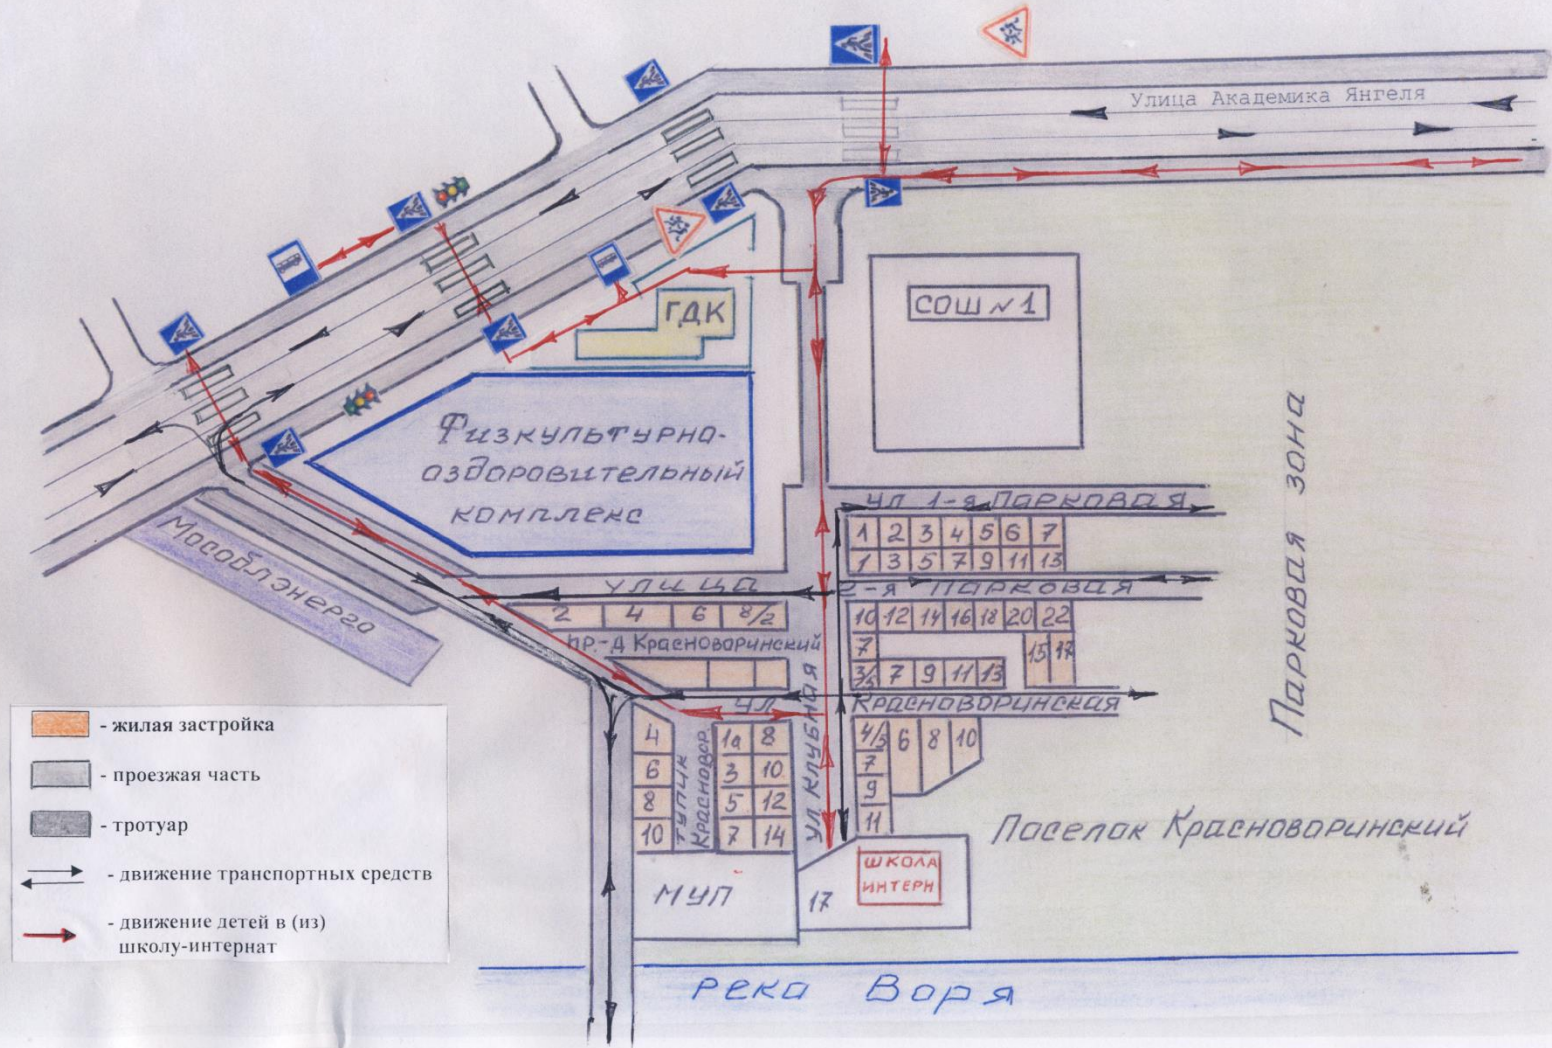 Улица Академика Янгеля
ГДК
СОШ №1
Физкультурно-
оздоровительный
комплекс
Мособлэнерго
Парковая зона
ул 1-я Парковая
1 2 3 4 5 6 7
1 3 5 7 9 11 13
улица 2-я Парковая
2 4 6 8/2
10 12 14 16 18 20 22
пр.-д Красноворинский
7
15 17
7 9 11 13
ул Красноворинская
ул Клубная
4
6
8
10
тупик
Красновор.
1а 8
3 10
5 12
7 14
6 8 10
7
9
11
Поселок Красноворинский
МУП
17
ШКОЛА
ИНТЕРН
река Воря
- жилая застройка
- проезжая часть
- тротуар
- движение транспортных средств
- движение детей в (из)
школу-интернат